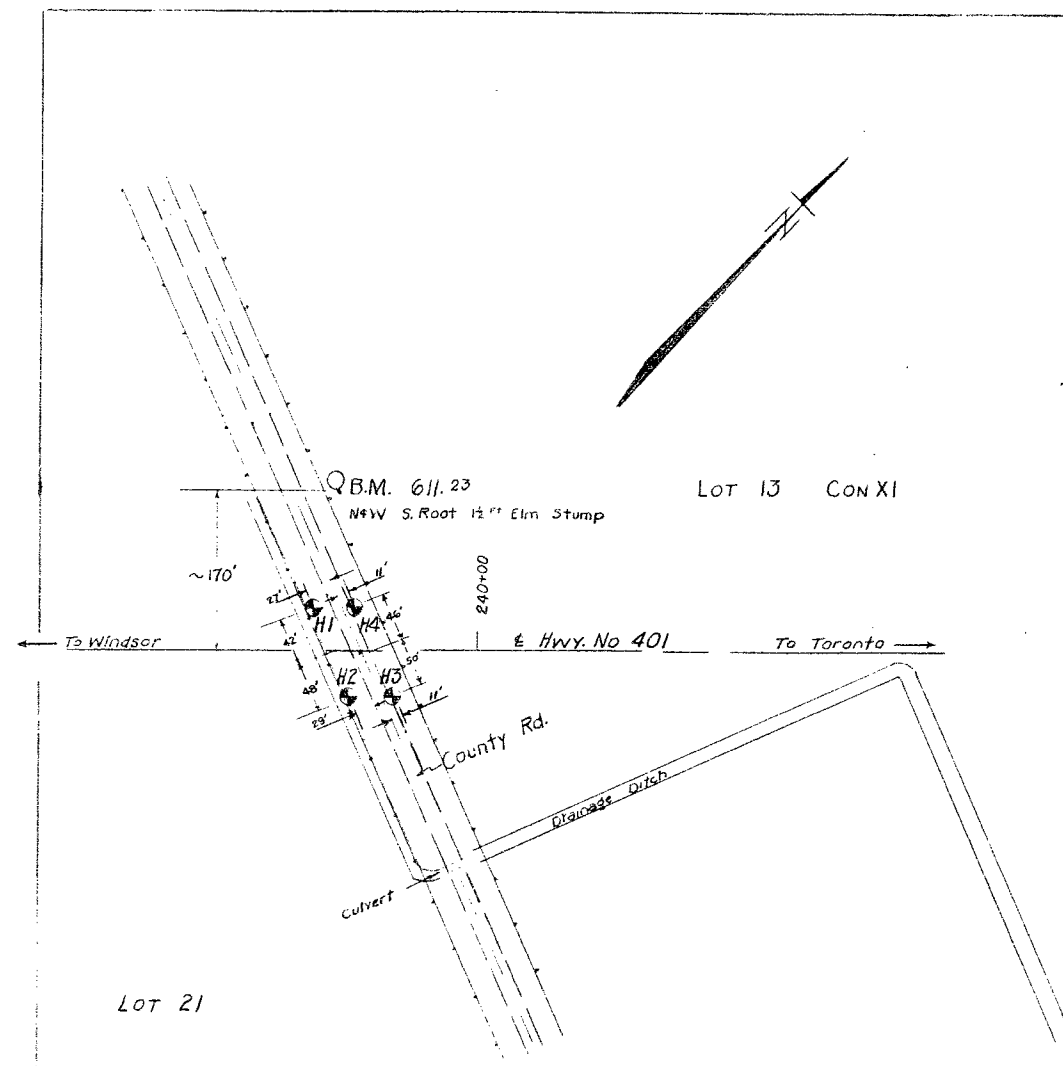 N
B.M. 611.23
N&W S. Root 1½ FT Elm Stump
LOT 13 CON XI
~170'
240+00
27'
11'
H1
H4
46'
42'
To Windsor
℄ Hwy. No 401
To Toronto
50'
48'
H2
H3
29'
11'
County Rd.
Drainage Ditch
Culvert
LOT 21